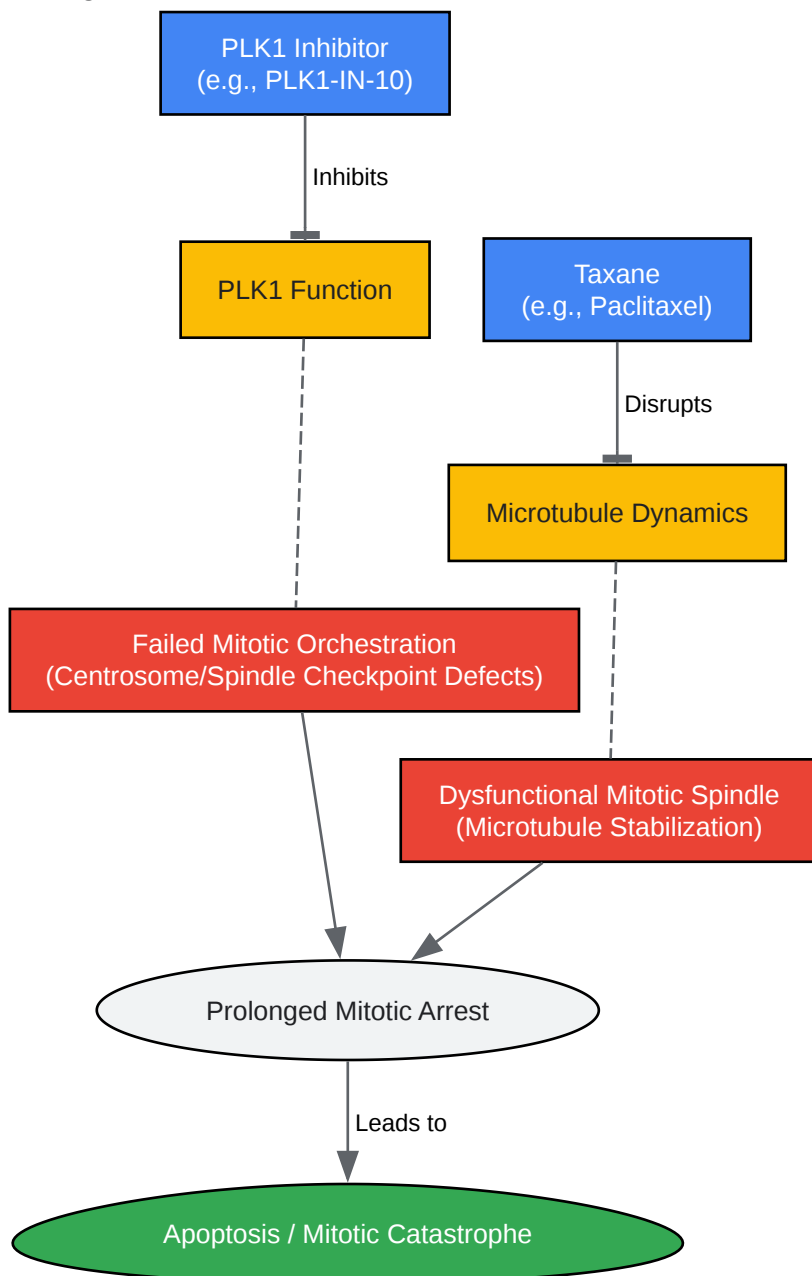 PLK1 Inhibitor
(e.g., PLK1-IN-10)
Inhibits
PLK1 Function
Taxane
(e.g., Paclitaxel)
Disrupts
Microtubule Dynamics
Failed Mitotic Orchestration
(Centrosome/Spindle Checkpoint Defects)
Dysfunctional Mitotic Spindle
(Microtubule Stabilization)
Prolonged Mitotic Arrest
Leads to
Apoptosis / Mitotic Catastrophe